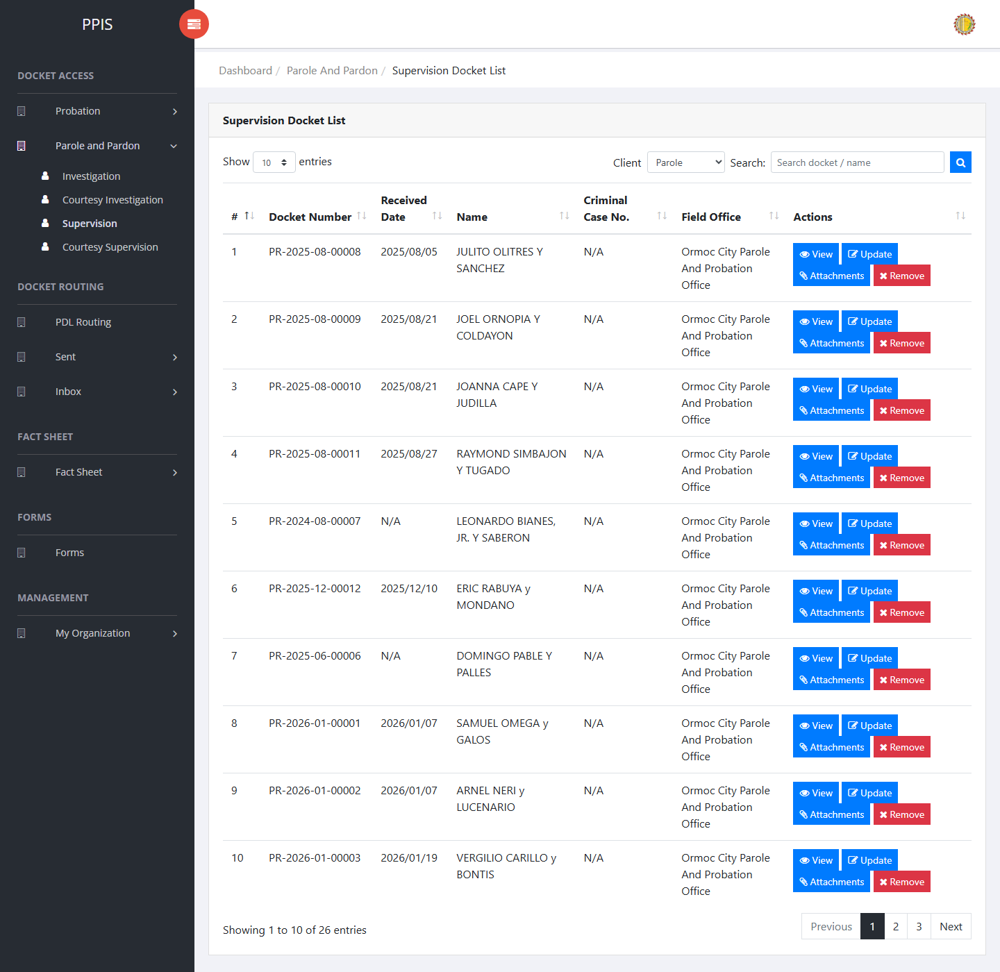 PPIS
DOCKET ACCESS
Probation
Parole and Pardon
Investigation
Courtesy Investigation
Supervision
Courtesy Supervision
DOCKET ROUTING
PDL Routing
Sent
Inbox
FACT SHEET
Fact Sheet
FORMS
Forms
MANAGEMENT
My Organization
Dashboard / Parole And Pardon / Supervision Docket List
Supervision Docket List
Show 10 entries
Client Parole Search: Search docket / name
# Docket Number Received Date Name Criminal Case No. Field Office Actions
1 PR-2025-08-00008 2025/08/05 JULITO OLITRES Y SANCHEZ N/A Ormoc City Parole And Probation Office View Update Attachments Remove
2 PR-2025-08-00009 2025/08/21 JOEL ORNOPIA Y COLDAYON N/A Ormoc City Parole And Probation Office View Update Attachments Remove
3 PR-2025-08-00010 2025/08/21 JOANNA CAPE Y JUDILLA N/A Ormoc City Parole And Probation Office View Update Attachments Remove
4 PR-2025-08-00011 2025/08/27 RAYMOND SIMBAJON Y TUGADO N/A Ormoc City Parole And Probation Office View Update Attachments Remove
5 PR-2024-08-00007 N/A LEONARDO BIANES, JR. Y SABERON N/A Ormoc City Parole And Probation Office View Update Attachments Remove
6 PR-2025-12-00012 2025/12/10 ERIC RABUYA y MONDANO N/A Ormoc City Parole And Probation Office View Update Attachments Remove
7 PR-2025-06-00006 N/A DOMINGO PABLE Y PALLES N/A Ormoc City Parole And Probation Office View Update Attachments Remove
8 PR-2026-01-00001 2026/01/07 SAMUEL OMEGA y GALOS N/A Ormoc City Parole And Probation Office View Update Attachments Remove
9 PR-2026-01-00002 2026/01/07 ARNEL NERI y LUCENARIO N/A Ormoc City Parole And Probation Office View Update Attachments Remove
10 PR-2026-01-00003 2026/01/19 VERGILIO CARILLO y BONTIS N/A Ormoc City Parole And Probation Office View Update Attachments Remove
Showing 1 to 10 of 26 entries
Previous 1 2 3 Next